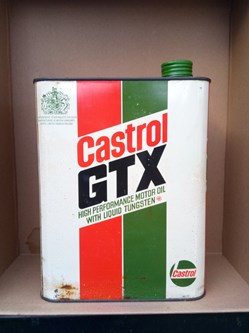 Castrol
GTX
HIGH PERFORMANCE MOTOR OIL
WITH LIQUID TUNGSTEN
Castrol